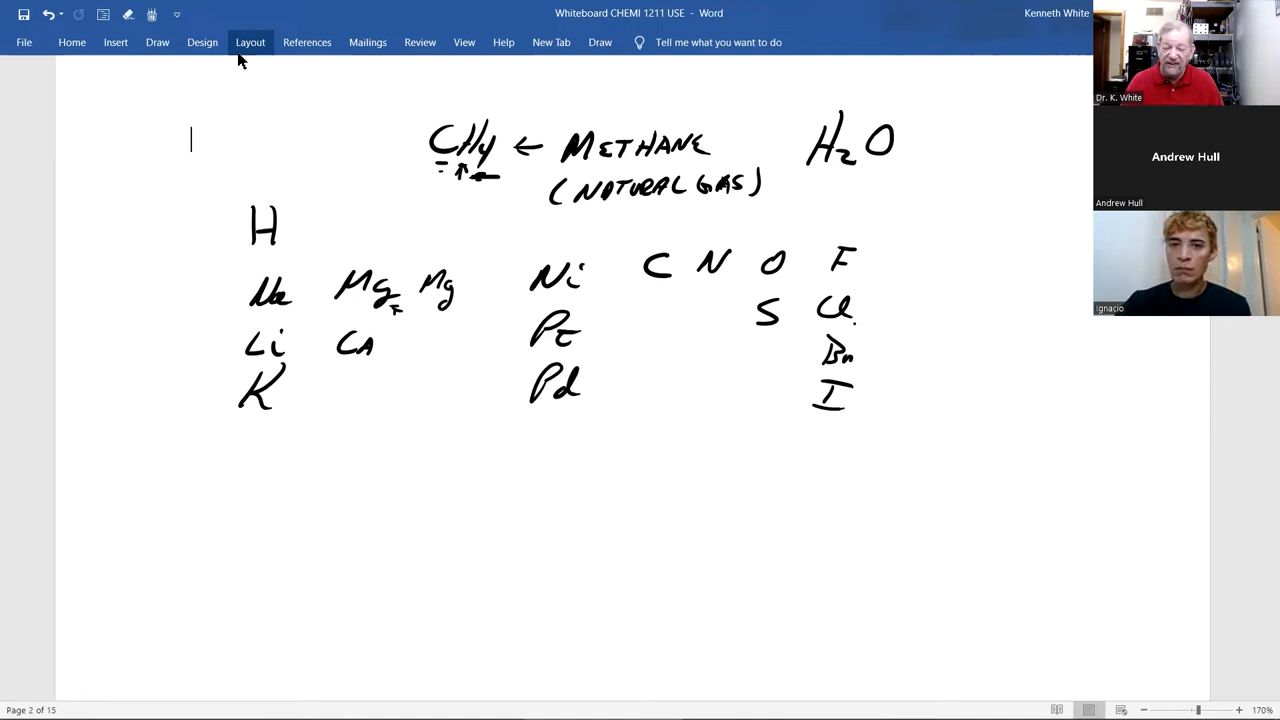 Whiteboard CHEMI 1211 USE - Word
Kenneth White
File Home Insert Draw Design Layout References Mailings Review View Help New Tab Draw Tell me what you want to do
Dr. K. White
CH4 ← METHANE H2O
(NATURAL GAS)
Andrew Hull
Andrew Hull
H
Na Mg Mg Ni C N O F
S Cl
Li CA Pt Br
K Pd I
Ignacio
Page 2 of 15
170%